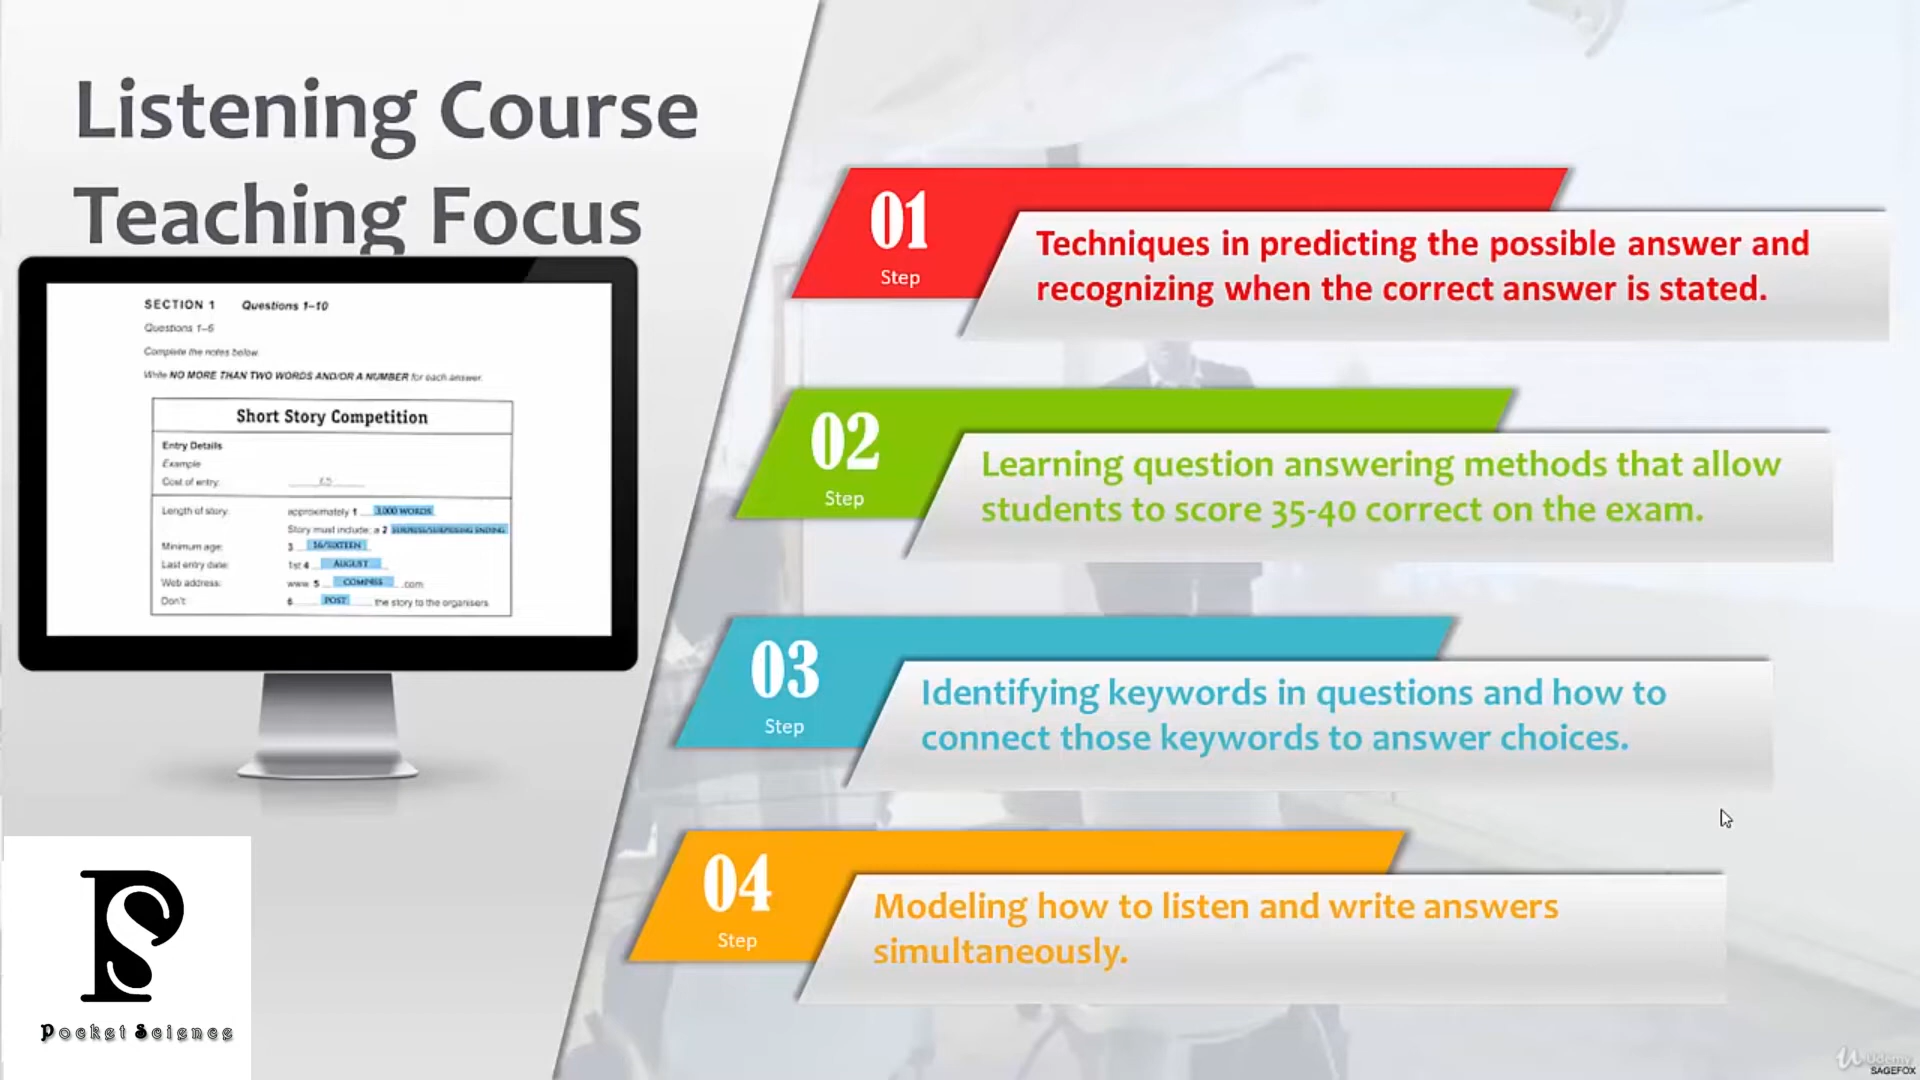 Listening Course
Teaching Focus
SECTION 1 Questions 1–10
Questions 1–6
Complete the notes below.
Write NO MORE THAN TWO WORDS AND/OR A NUMBER for each answer.
Short Story Competition
Entry Details
Example
Cost of entry:
Length of story: approximately 1 3,000 WORDS
Story must include: a 2 SURPRISE/SURPRISING ENDING
Minimum age: 3 16/SIXTEEN
Last entry date: 1st 4 AUGUST
Web address: www. 5 COMPRSS .com
Don't: 6 POST the story to the organisers
01
Step
Techniques in predicting the possible answer and
recognizing when the correct answer is stated.
02
Step
Learning question answering methods that allow
students to score 35-40 correct on the exam.
03
Step
Identifying keywords in questions and how to
connect those keywords to answer choices.
04
Step
Modeling how to listen and write answers
simultaneously.
Pocket Science
Udemy
SAGEFOX